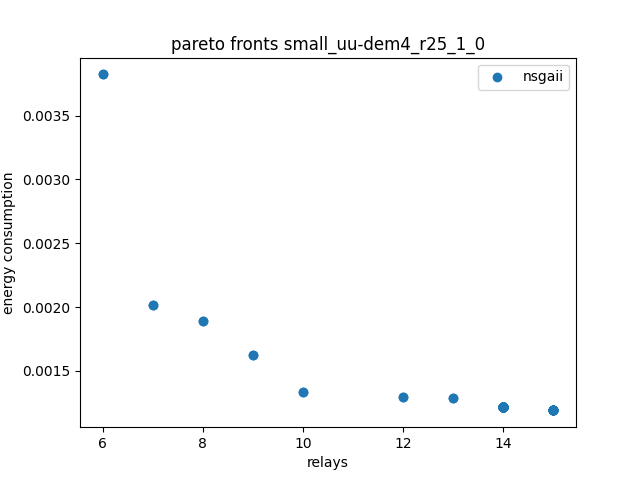 pareto fronts small_uu-dem4_r25_1_0
nsgaii
0.0035
0.0030
0.0025
0.0020
0.0015
energy consumption
6 8 10 12 14
relays